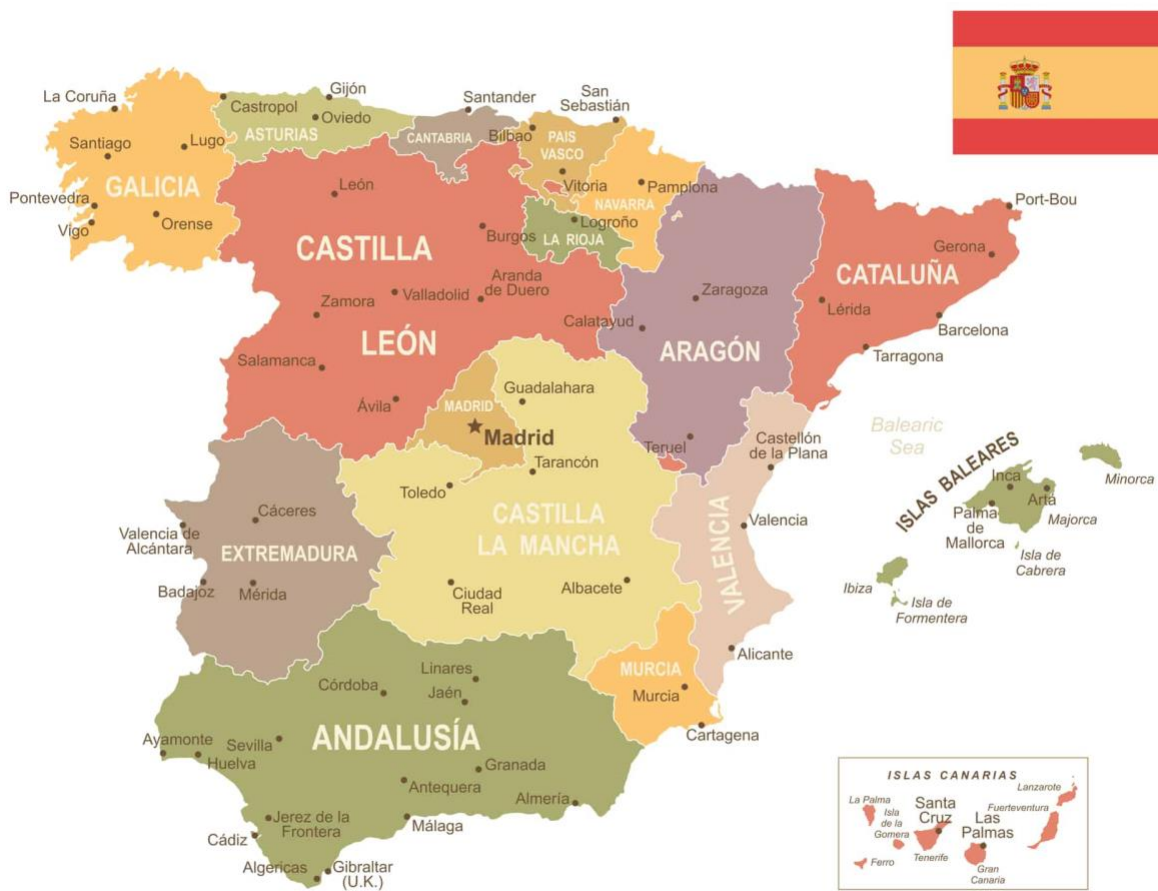 La Coruña
Santiago
Lugo
GALICIA
Pontevedra
Vigo
Orense
Castropol
Gijón
Oviedo
ASTURIAS
Santander
CANTABRIA
San
Sebastián
Bilbao
PAIS
VASCO
Vitoria
Pamplona
NAVARRA
Logroño
LA RIOJA
León
Burgos
CASTILLA
LEÓN
Aranda
de Duero
Valladolid
Zamora
Salamanca
Ávila
Zaragoza
Calatayud
ARAGÓN
Teruel
Port-Bou
Gerona
CATALUÑA
Lérida
Barcelona
Tarragona
MADRID
Madrid
Guadalahara
Tarancón
Toledo
CASTILLA
LA MANCHA
Ciudad
Real
Albacete
Cáceres
Valencia de
Alcántara
EXTREMADURA
Badajoz
Mérida
Castellón
de la Plana
Valencia
VALENCIA
Alicante
Balearic
Sea
ISLAS BALEARES
Minorca
Inca
Artá
Palma
de
Mallorca
Majorca
Isla de
Cabrera
Ibiza
Isla de
Formentera
MURCIA
Murcia
Cartagena
Linares
Córdoba
Jaén
ANDALUSÍA
Ayamonte
Huelva
Sevilla
Granada
Antequera
Almería
Jerez de la
Frontera
Cádiz
Málaga
Algericas
Gibraltar
(U.K.)
ISLAS CANARIAS
Lanzarote
La Palma
Isla
de la
Gomera
Santa
Cruz
Fuerteventura
Las
Palmas
Ferro
Tenerife
Gran
Canaria